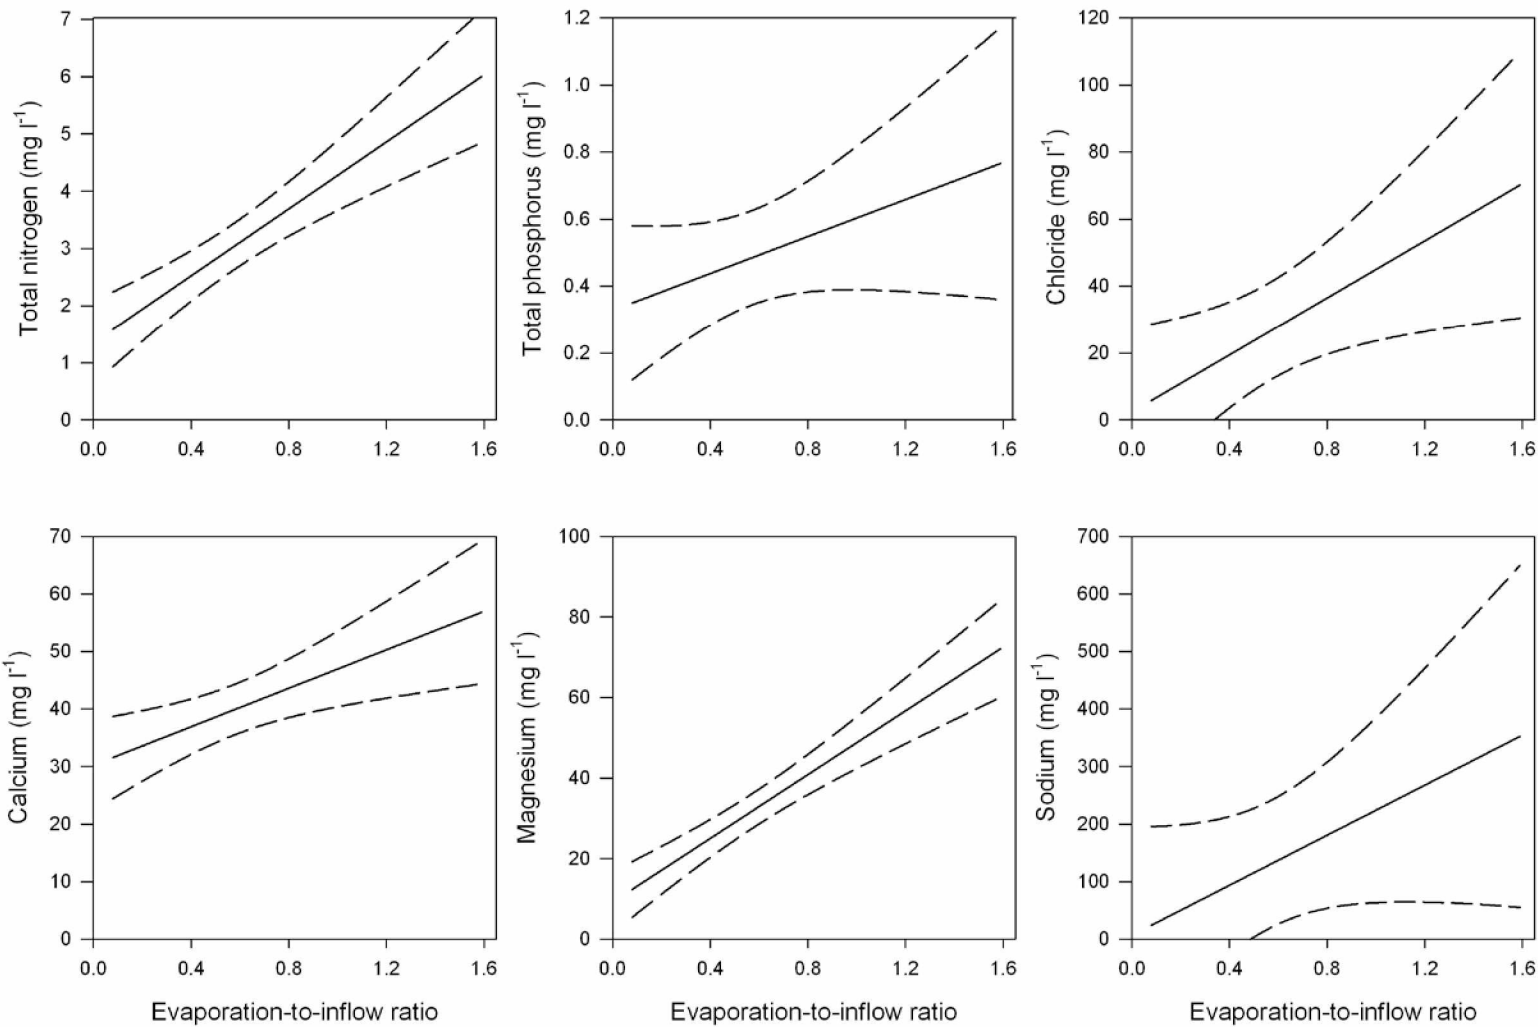 Total nitrogen (mg l⁻¹)
7
6
5
4
3
2
1
0
0.0 0.4 0.8 1.2 1.6
Total phosphorus (mg l⁻¹)
1.2
1.0
0.8
0.6
0.4
0.2
0.0
0.0 0.4 0.8 1.2 1.6
Chloride (mg l⁻¹)
120
100
80
60
40
20
0
0.0 0.4 0.8 1.2 1.6
Calcium (mg l⁻¹)
70
60
50
40
30
20
10
0
0.0 0.4 0.8 1.2 1.6
Evaporation-to-inflow ratio
Magnesium (mg l⁻¹)
100
80
60
40
20
0
0.0 0.4 0.8 1.2 1.6
Evaporation-to-inflow ratio
Sodium (mg l⁻¹)
700
600
500
400
300
200
100
0
0.0 0.4 0.8 1.2 1.6
Evaporation-to-inflow ratio